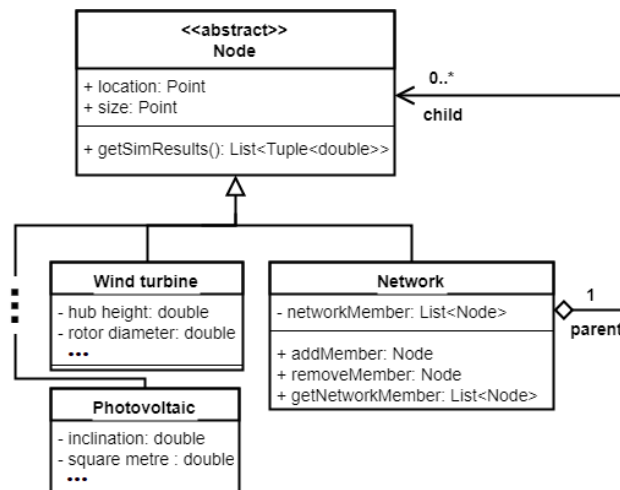 <<abstract>>
Node
+ location: Point
+ size: Point
+ getSimResults(): List<Tuple<double>>
0..*
child
Wind turbine
- hub height: double
- rotor diameter: double
...
Network
- networkMember: List<Node>
+ addMember: Node
+ removeMember: Node
+ getNetworkMember: List<Node>
1
parent
Photovoltaic
- inclination: double
- square metre : double
...